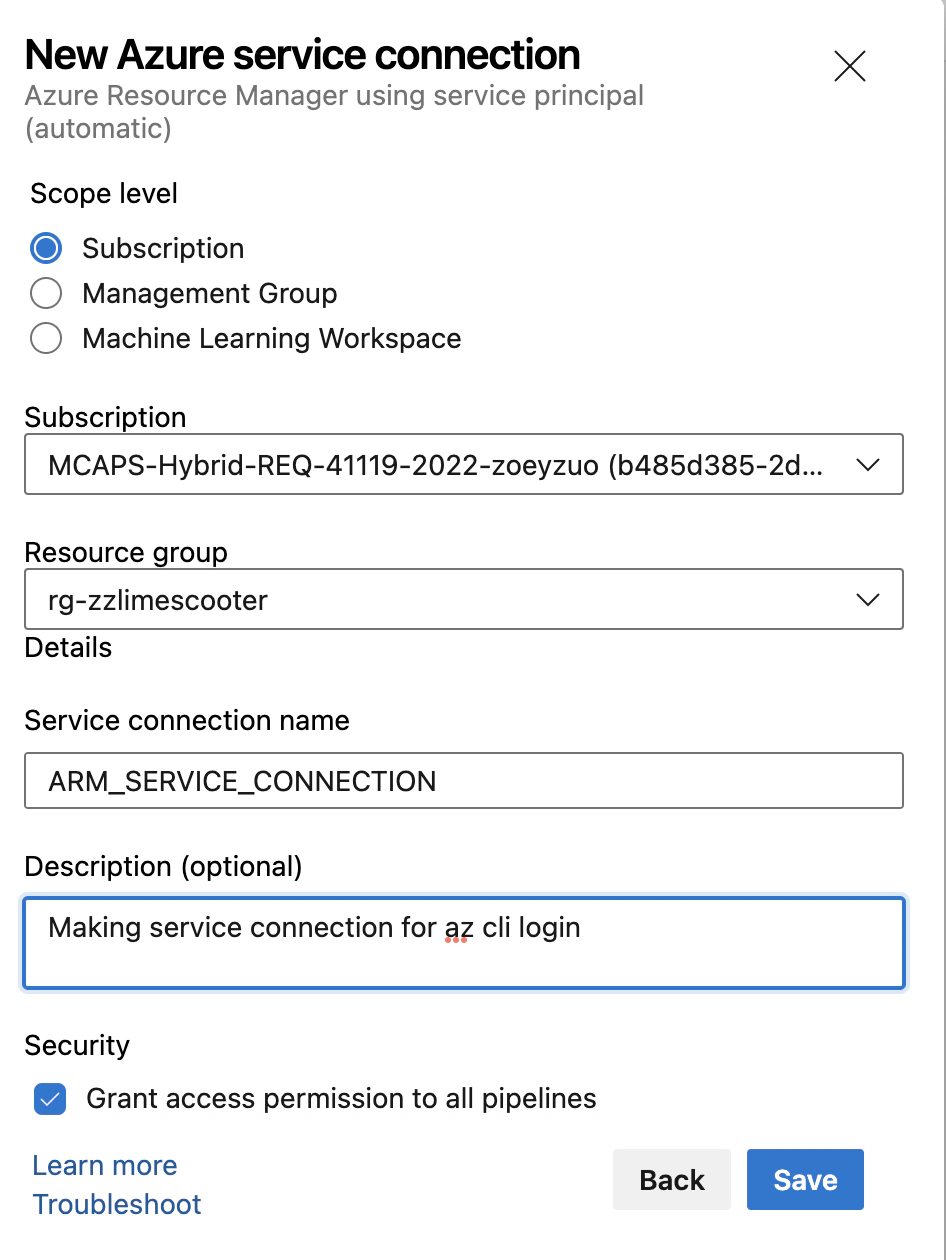 New Azure service connection
Azure Resource Manager using service principal
(automatic)
Scope level
Subscription
Management Group
Machine Learning Workspace
Subscription
MCAPS-Hybrid-REQ-41119-2022-zoeyzuo (b485d385-2d...
Resource group
rg-zzlimescooter
Details
Service connection name
ARM_SERVICE_CONNECTION
Description (optional)
Making service connection for az cli login
Security
Grant access permission to all pipelines
Learn more
Troubleshoot
Back
Save